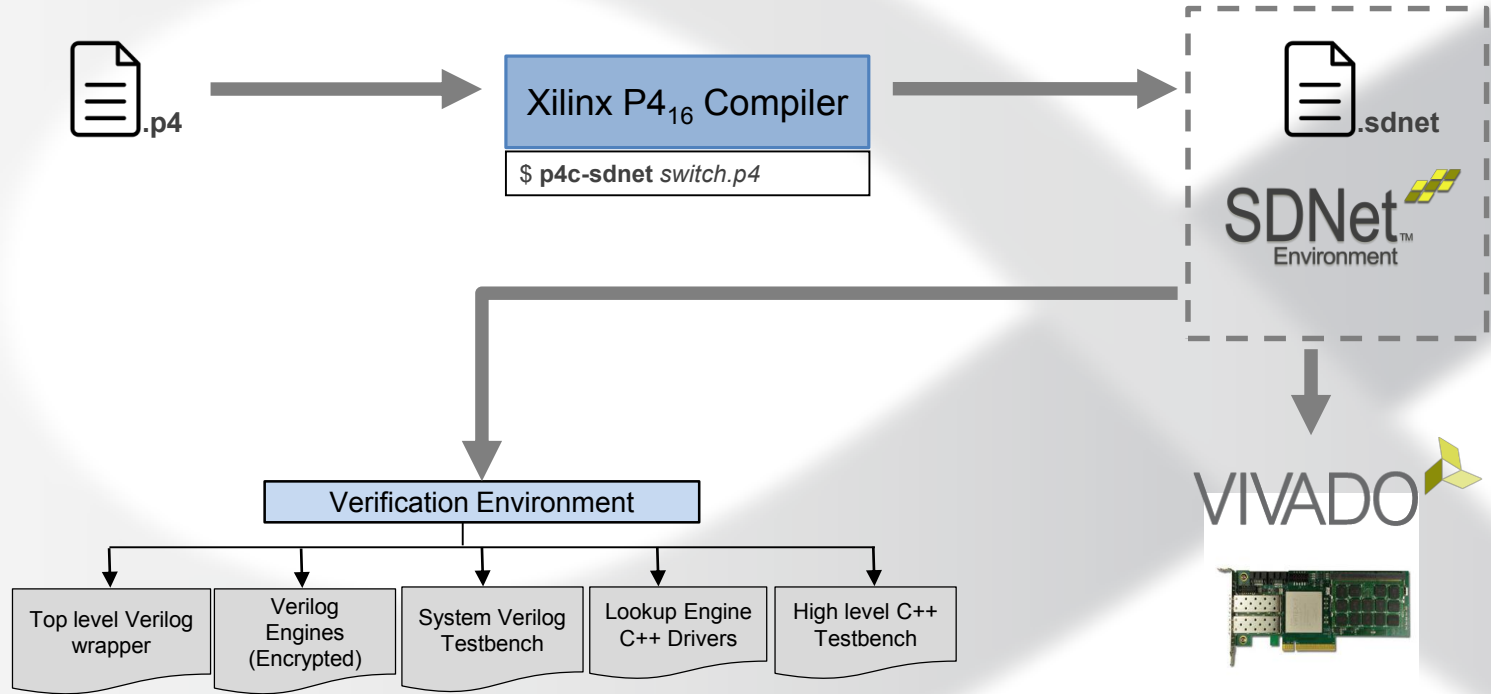 .p4
Xilinx P4₁₆ Compiler
$ p4c-sdnet switch.p4
.sdnet
SDNet™
Environment
Verification Environment
VIVADO
Top level Verilog
wrapper
Verilog
Engines
(Encrypted)
System Verilog
Testbench
Lookup Engine
C++ Drivers
High level C++
Testbench